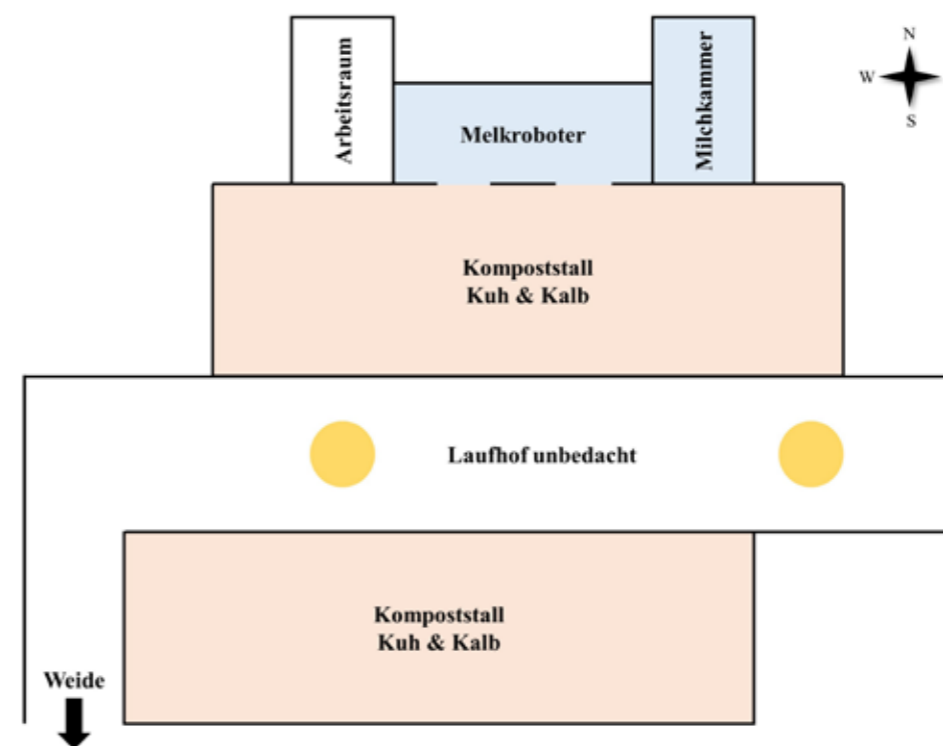 Arbeitsraum
Melkroboter
Milchkammer
N
W
S
Kompoststall
Kuh & Kalb
Laufhof unbedacht
Kompoststall
Kuh & Kalb
Weide